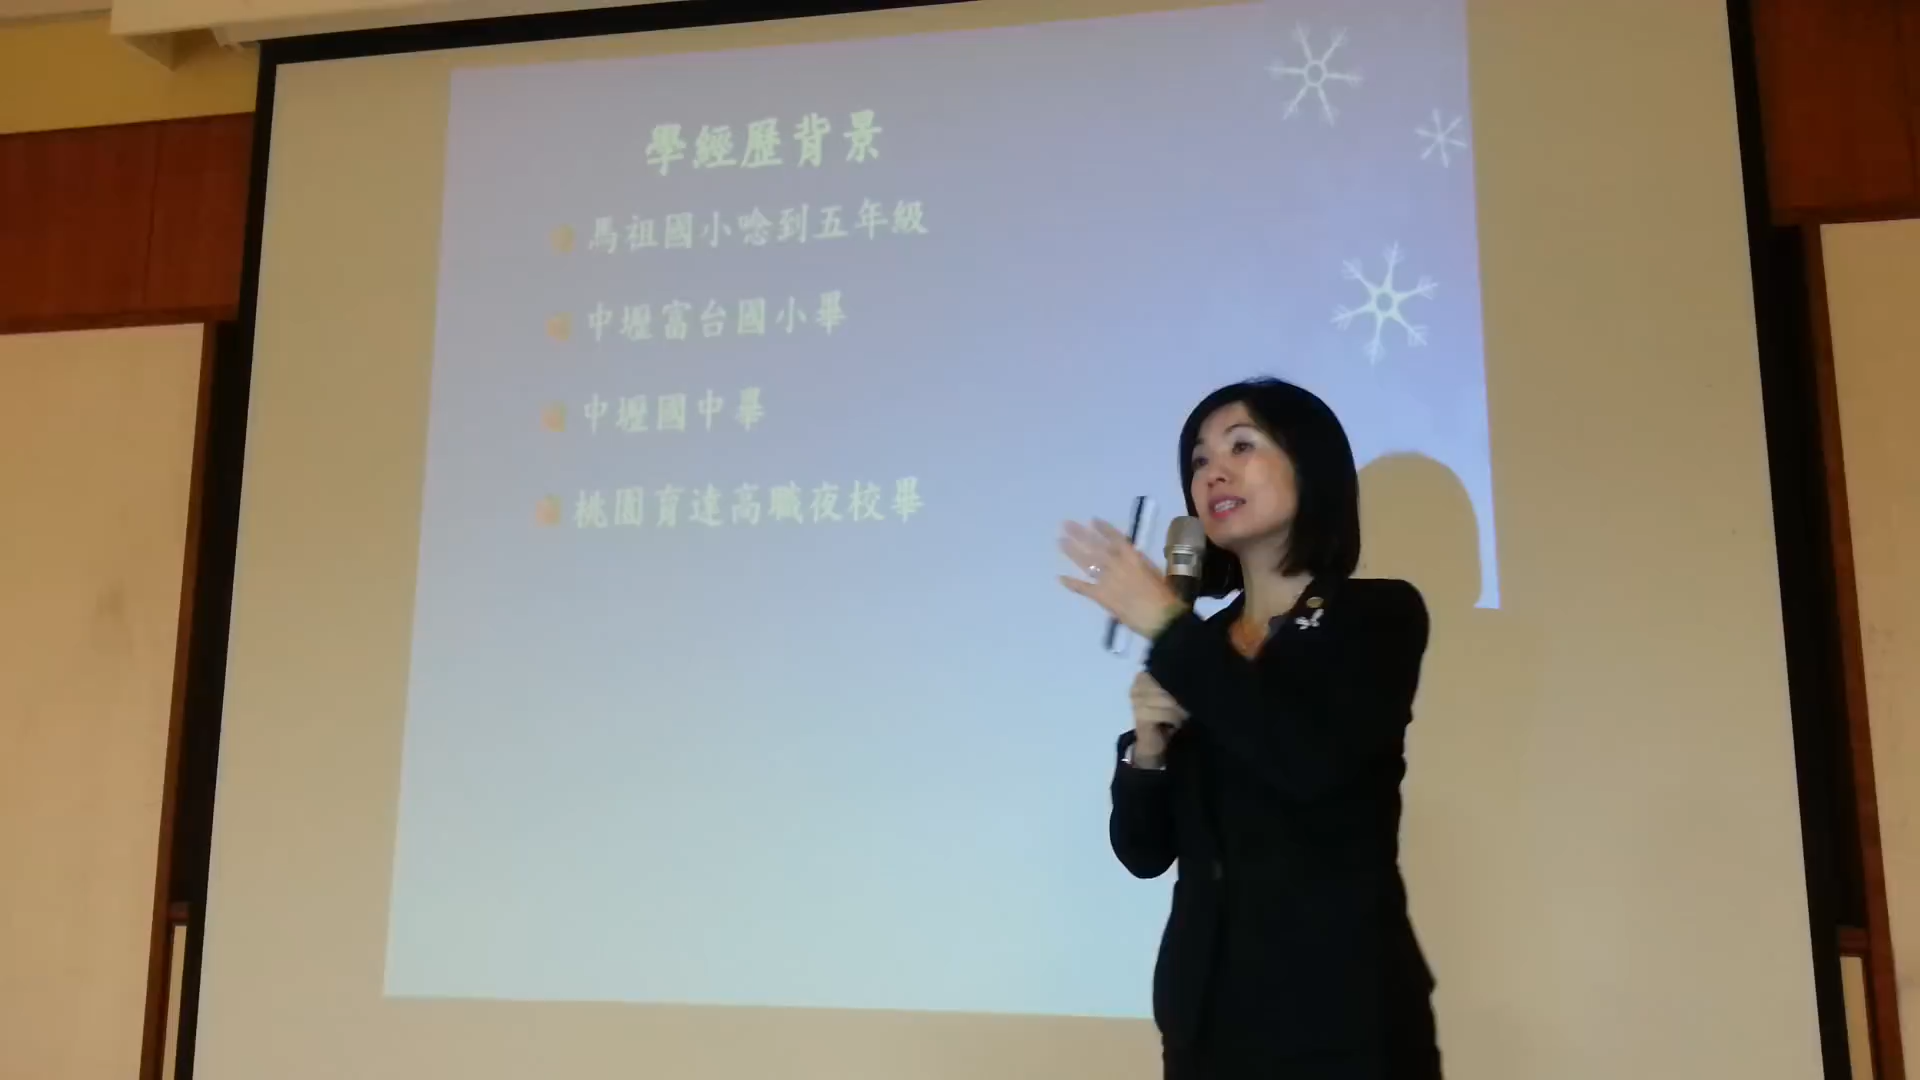 學經歷背景
馬祖國小唸到五年級
中壢富台國小畢
中壢國中畢
桃園育達高職夜校畢